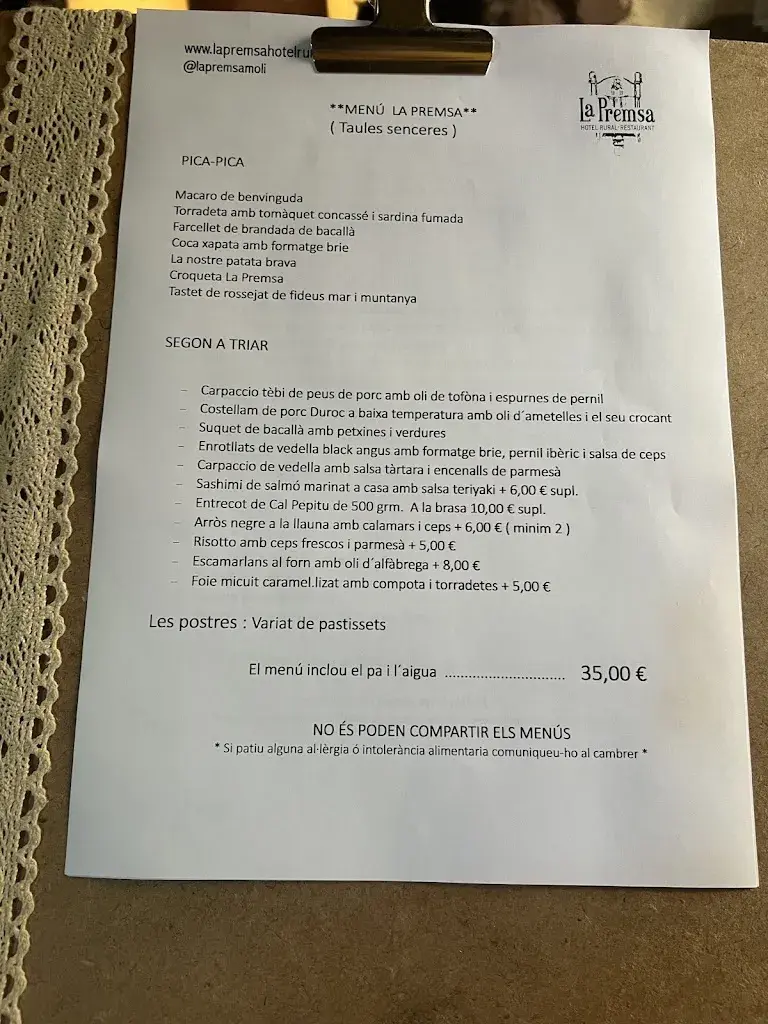 www.lapremsahotelru
@lapremsamoli
La Premsa
HOTEL RURAL RESTAURANT
**MENÚ LA PREMSA**
( Taules senceres )
PICA-PICA
Macaro de benvinguda
Torradeta amb tomàquet concassé i sardina fumada
Farcellet de brandada de bacallà
Coca xapata amb formatge brie
La nostre patata brava
Croqueta La Premsa
Tastet de rossejat de fideus mar i muntanya
SEGON A TRIAR
- Carpaccio tèbi de peus de porc amb oli de tofòna i espurnes de pernil
- Costellam de porc Duroc a baixa temperatura amb oli d´ametelles i el seu crocant
- Suquet de bacallà amb petxines i verdures
- Enrotllats de vedella black angus amb formatge brie, pernil ibèric i salsa de ceps
- Carpaccio de vedella amb salsa tàrtara i encenalls de parmesà
- Sashimi de salmó marinat a casa amb salsa teriyaki + 6,00 € supl.
- Entrecot de Cal Pepitu de 500 grm. A la brasa 10,00 € supl.
- Arròs negre a la llauna amb calamars i ceps + 6,00 € ( minim 2 )
- Risotto amb ceps frescos i parmesà + 5,00 €
- Escamarlans al forn amb oli d´alfàbrega + 8,00 €
- Foie micuit caramel.lizat amb compota i torradetes + 5,00 €
Les postres : Variat de pastissets
El menú inclou el pa i l´aigua .............................. 35,00 €
NO ÉS PODEN COMPARTIR ELS MENÚS
* Si patiu alguna al·lèrgia ó intolerància alimentaria comuniqueu-ho al cambrer *